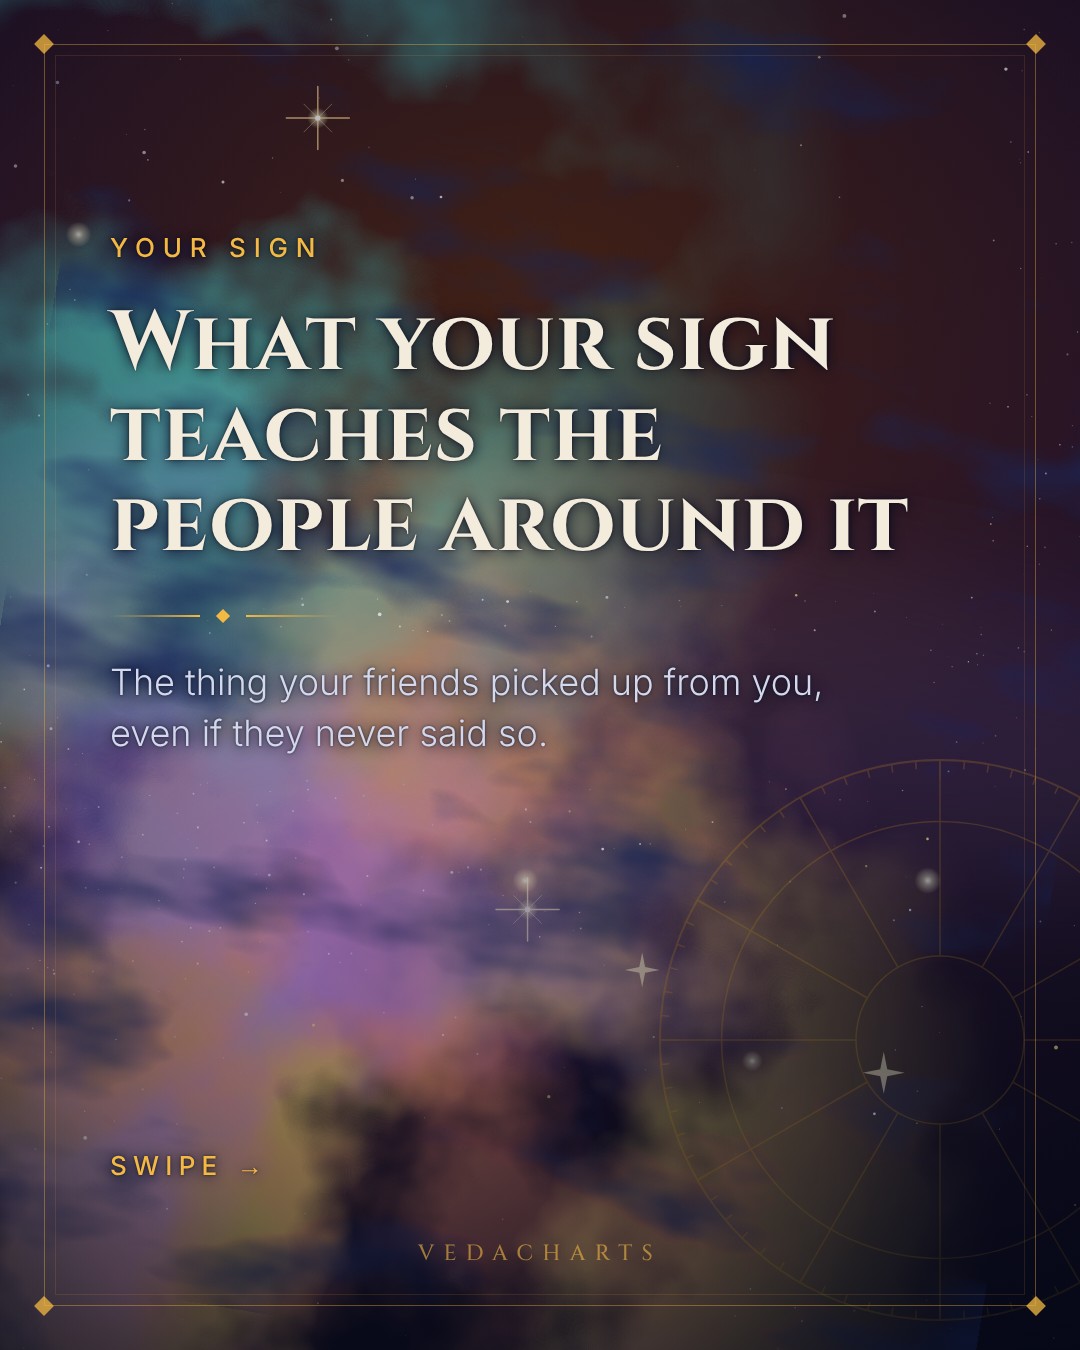 YOUR SIGN
What your sign
teaches the
people around it
The thing your friends picked up from you,
even if they never said so.
SWIPE →
VEDACHARTS